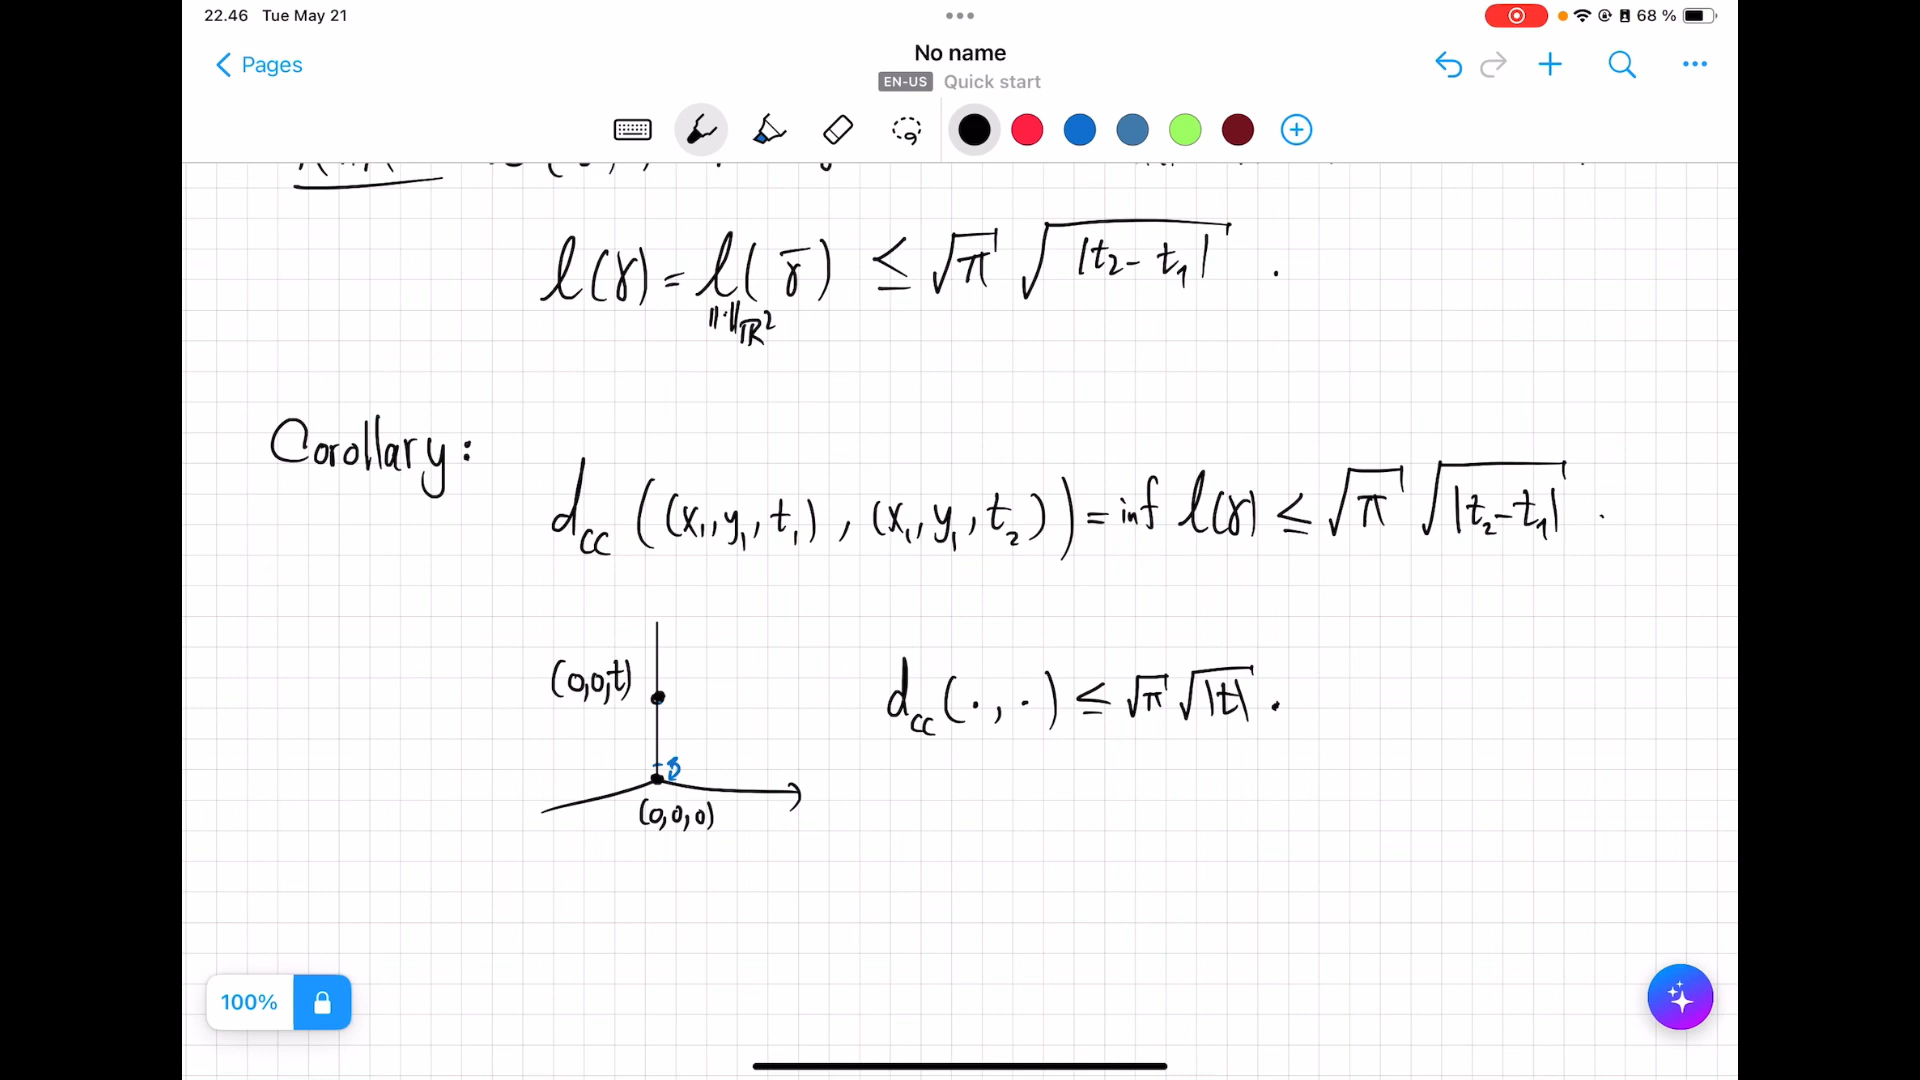 22.46 Tue May 21
68 %
No name
Pages
EN-US Quick start
l(γ) = l(γ̄) ≤ √π √|t₂ - t₁| .
||·||ℝ²
Corollary:
d_cc ((x₁, y₁, t₁), (x₁, y₁, t₂)) = inf l(γ) ≤ √π √|t₂-t₁| .
(0,0,t)
d_cc (·, ·) ≤ √π √|t| .
(0,0,0)
100%